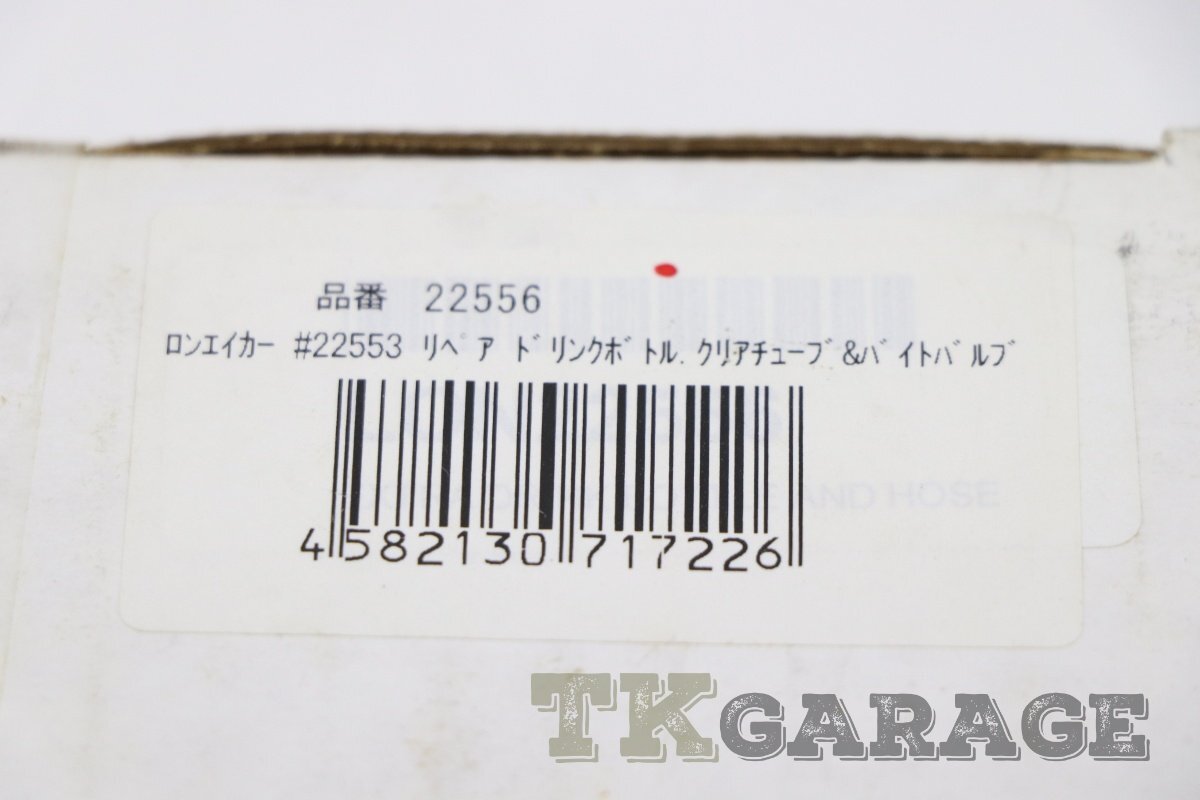 品番 22556
ﾛﾝｴｲｶｰ #22553 ﾘﾍﾟｱ ﾄﾞﾘﾝｸﾎﾞﾄﾙ.ｸﾘｱﾁｭｰﾌﾞ&ﾊﾞｲﾄﾊﾞﾙﾌﾞ
AND HOSE
4 582130 717226
TKGARAGE